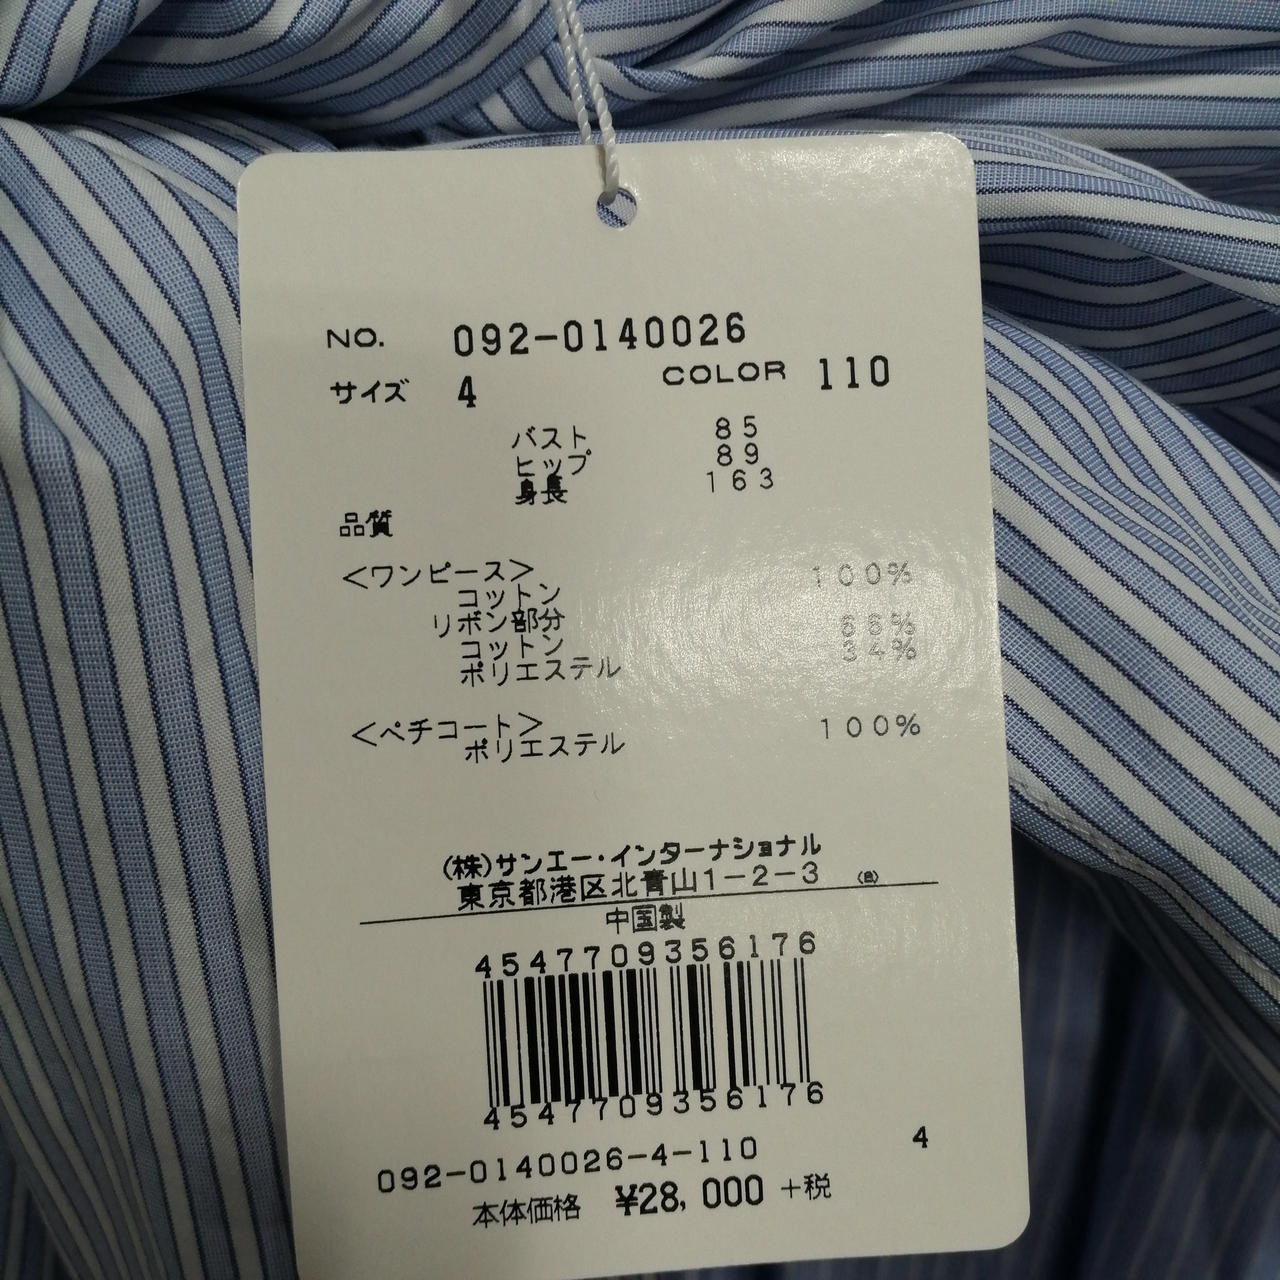 NO. 092-0140026
サイズ 4 COLOR 110
バスト 85
ヒップ 89
身長 163
品質
<ワンピース>
コットン 100%
リボン部分
コットン 66%
ポリエステル 34%
<ペチコート>
ポリエステル 100%
(株)サンエー・インターナショナル
東京都港区北青山1-2-3
中国製
4547709356176
4547709356176
092-0140026-4-110 4
本体価格 ¥28,000 +税